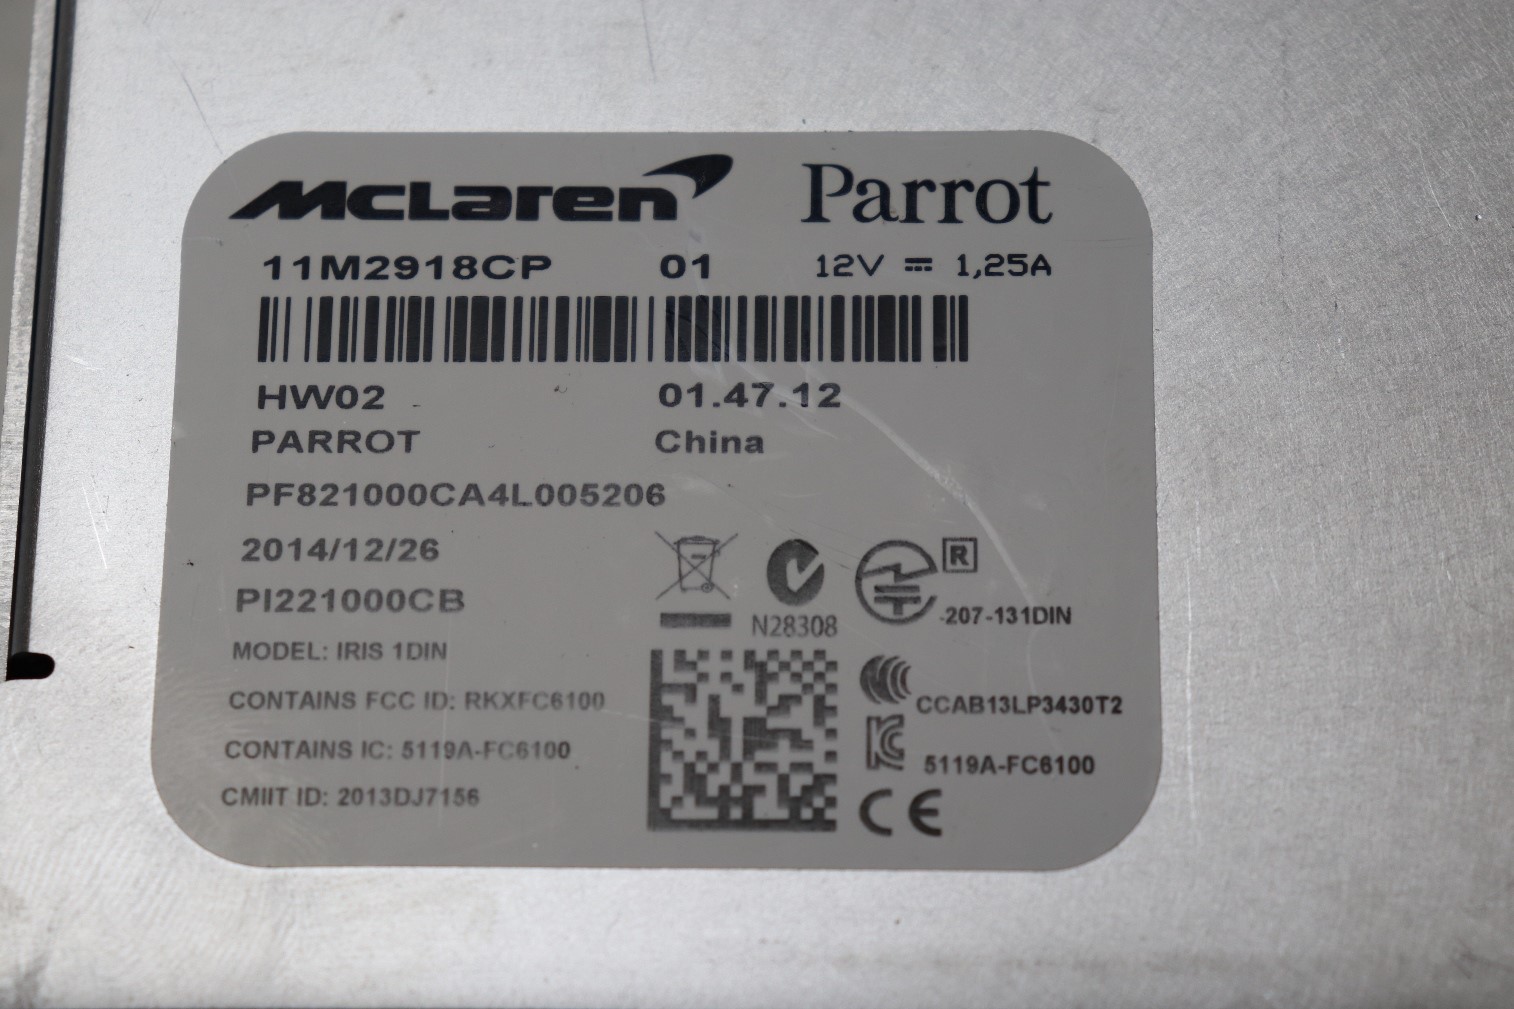 McLaren Parrot
11M2918CP 01 12V 1,25A
HW02 01.47.12
PARROT China
PF821000CA4L005206
2014/12/26
PI221000CB
R
N28308
-207-131DIN
MODEL: IRIS 1DIN
CONTAINS FCC ID: RKXFC6100
CCAB13LP3430T2
CONTAINS IC: 5119A-FC6100
5119A-FC6100
CMIIT ID: 2013DJ7156
CE